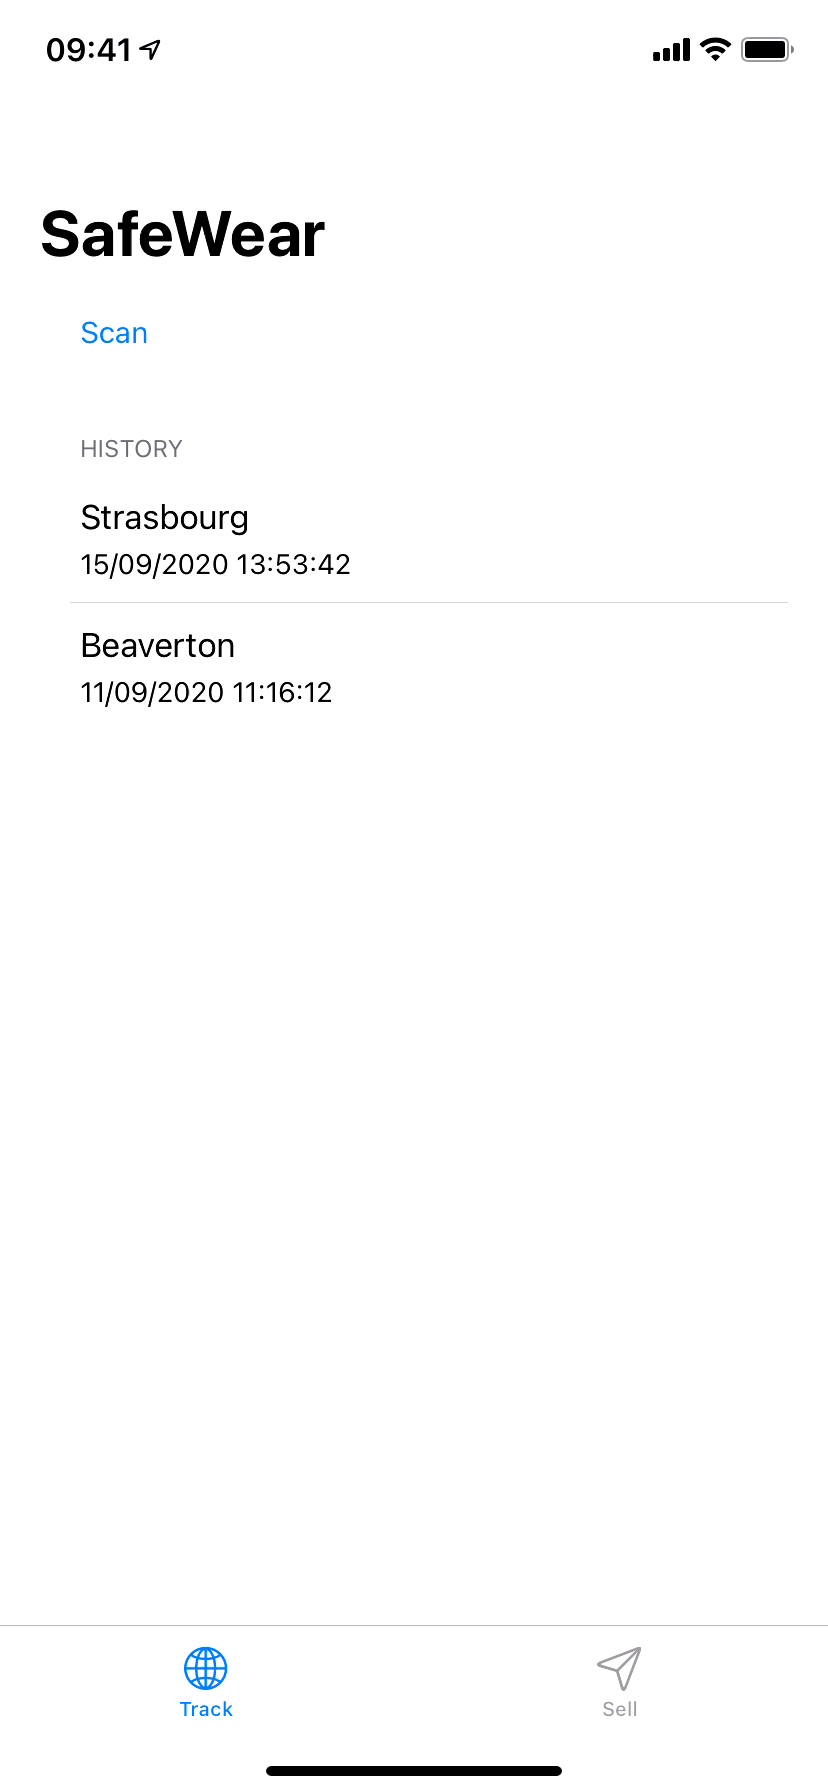 09:41
SafeWear
Scan
HISTORY
Strasbourg
15/09/2020 13:53:42
Beaverton
11/09/2020 11:16:12
Track
Sell